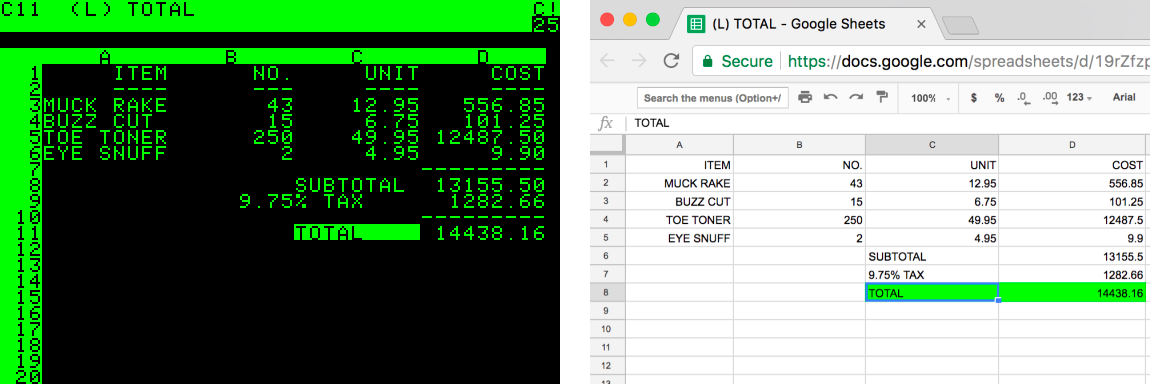 C11 (L) TOTAL C!
25
A B C D
1 ITEM NO. UNIT COST
2 ---- --- ---- ----
3 MUCK RAKE 43 12.95 556.85
4 BUZZ CUT 15 6.75 101.25
5 TOE TONER 250 49.95 12487.50
6 EYE SNUFF 2 4.95 9.90
7 ---------
8 SUBTOTAL 13155.50
9 9.75% TAX 1282.66
10 ---------
11 TOTAL 14438.16
12
13
14
15
16
17
18
19
20
(L) TOTAL - Google Sheets
Secure https://docs.google.com/spreadsheets/d/19rZfzp
Search the menus (Option+/ 100% $ % .0 .00 123 Arial
fx TOTAL
A B C D
1 ITEM NO. UNIT COST
2 MUCK RAKE 43 12.95 556.85
3 BUZZ CUT 15 6.75 101.25
4 TOE TONER 250 49.95 12487.5
5 EYE SNUFF 2 4.95 9.9
6 SUBTOTAL 13155.5
7 9.75% TAX 1282.66
8 TOTAL 14438.16
9
10
11
12
13